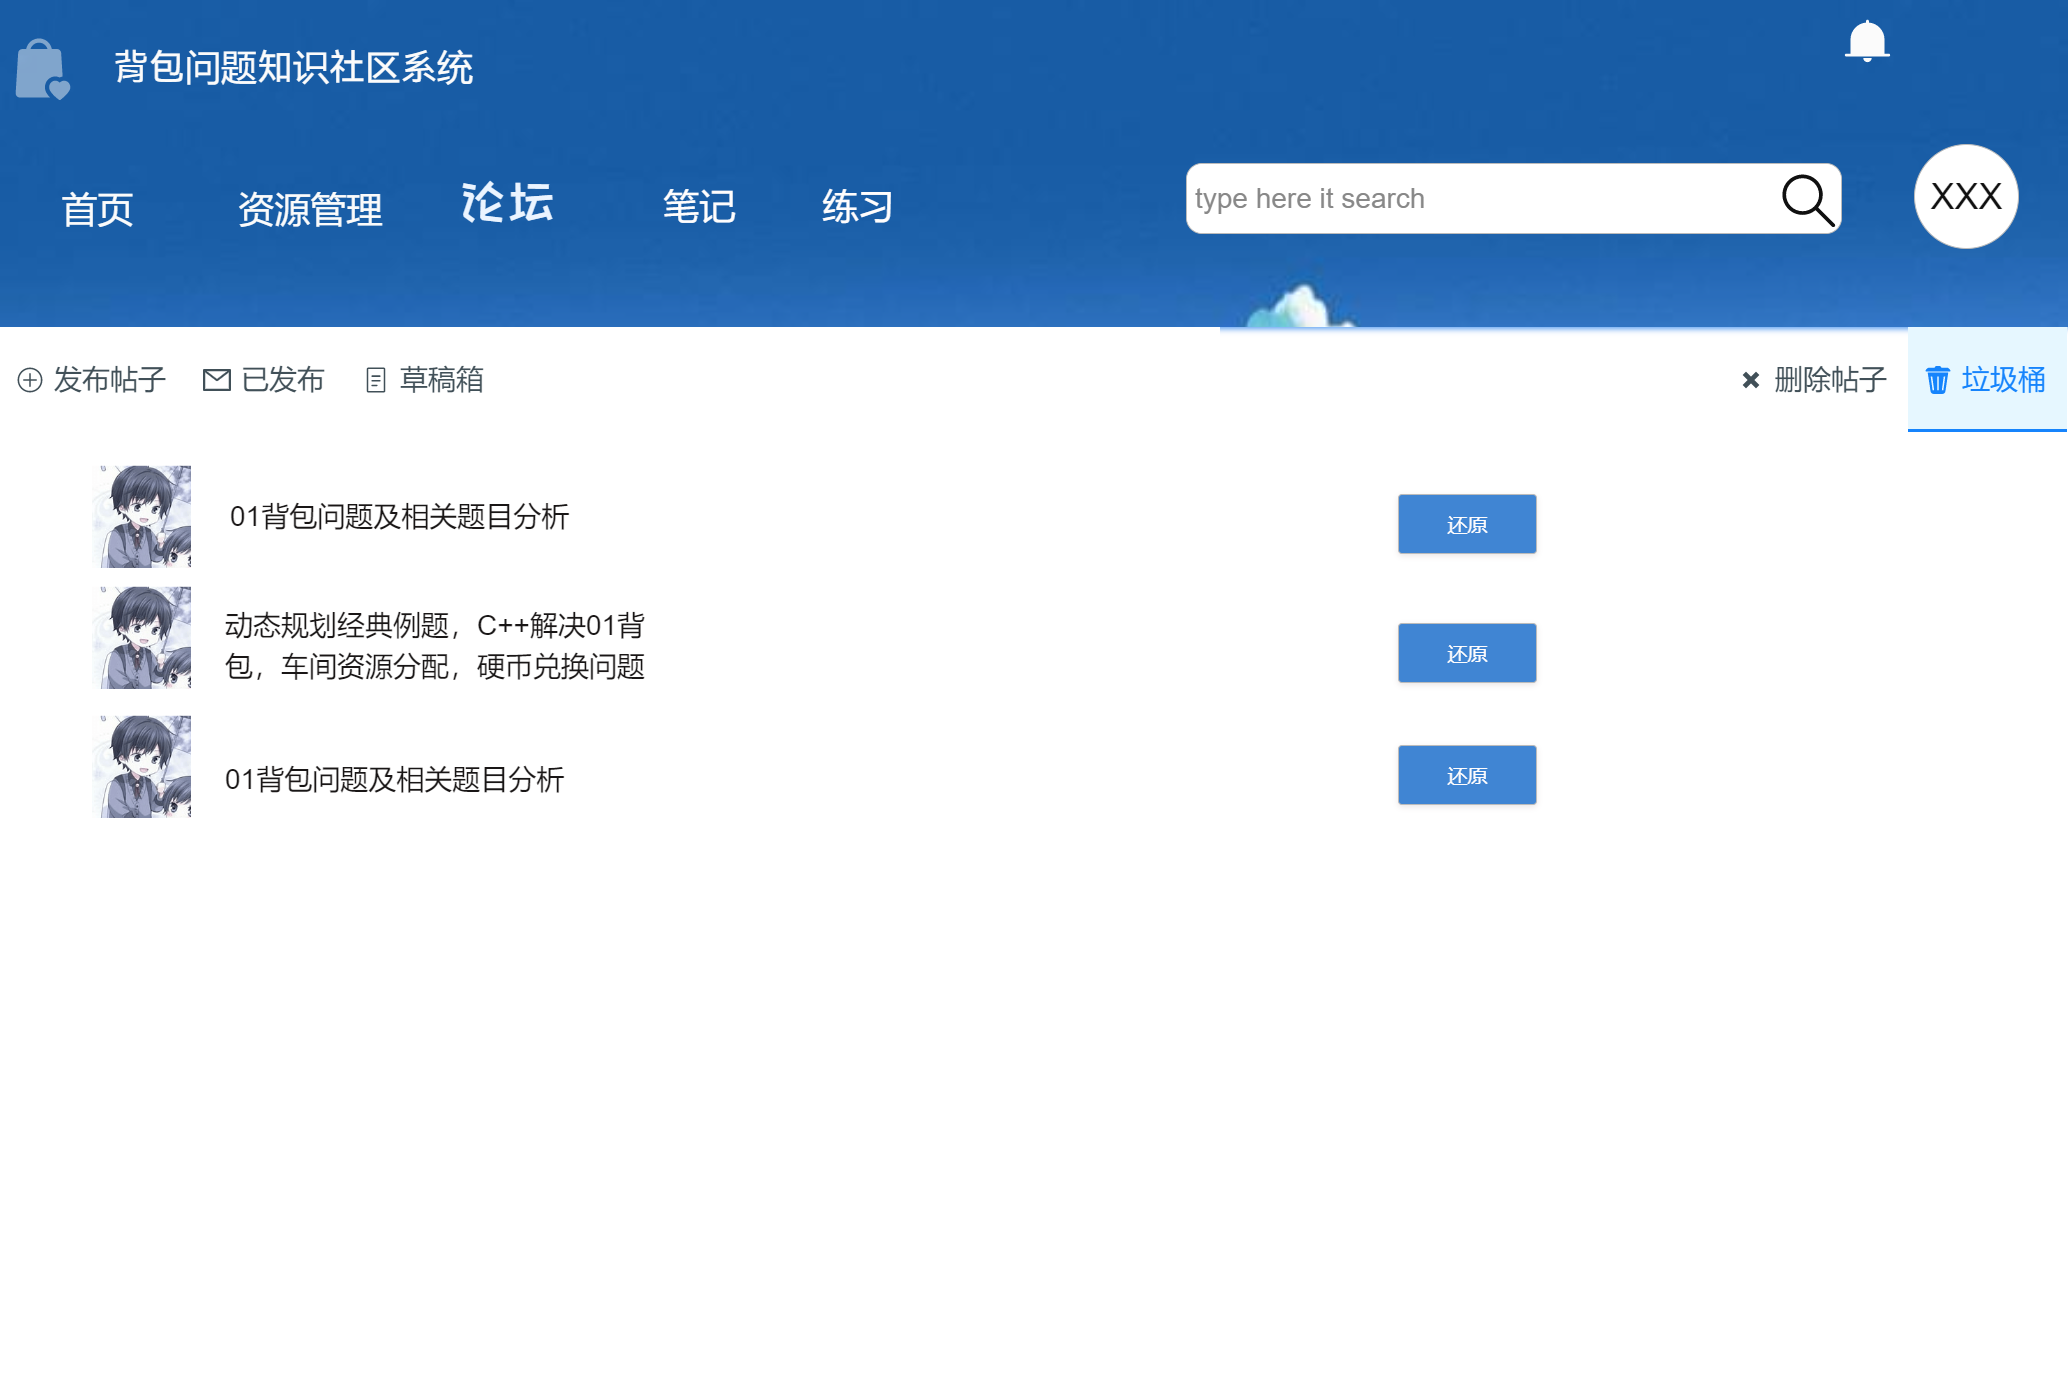 背包问题知识社区系统
首页
资源管理
论坛
笔记
练习
type here it search
XXX
发布帖子
已发布
草稿箱
删除帖子
垃圾桶
01背包问题及相关题目分析
还原
动态规划经典例题，C++解决01背
包，车间资源分配，硬币兑换问题
还原
01背包问题及相关题目分析
还原